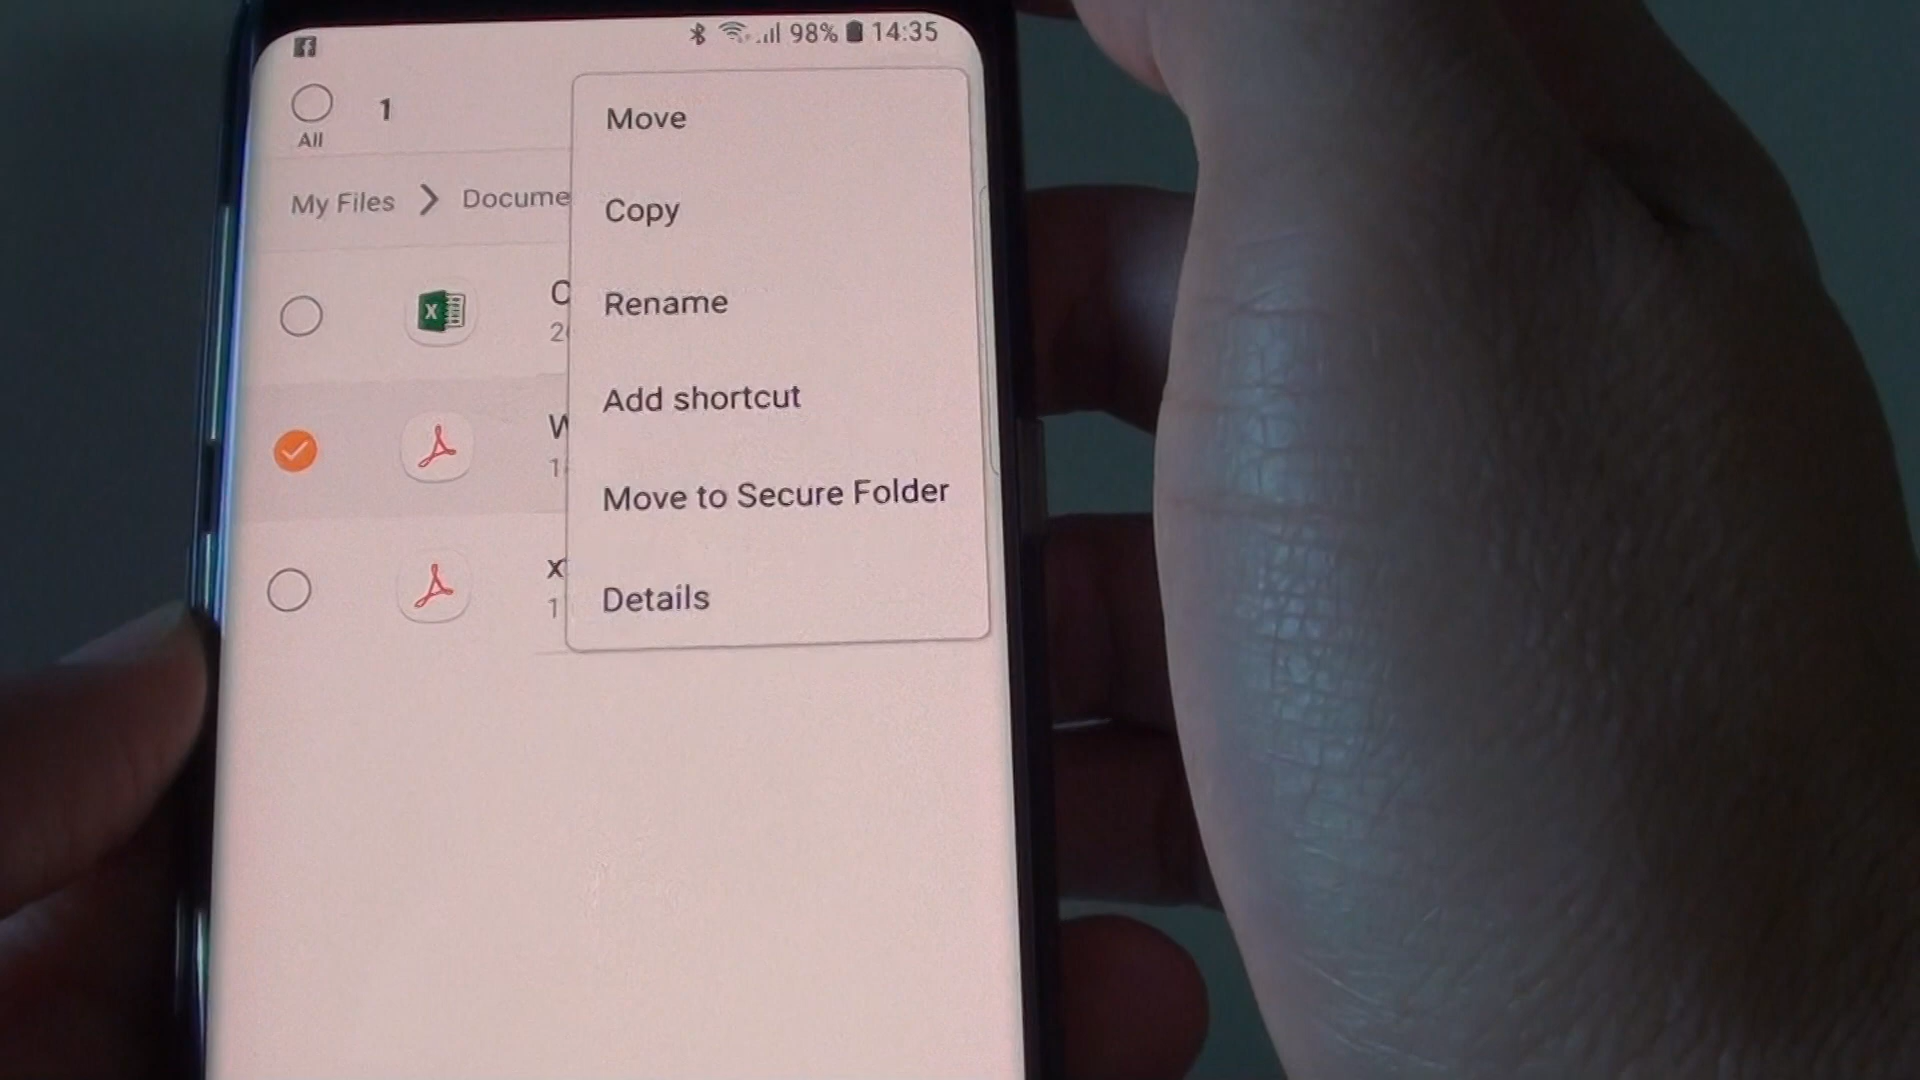 98% 14:35
All
1
My Files > Docume
Move
Copy
Rename
Add shortcut
Move to Secure Folder
Details